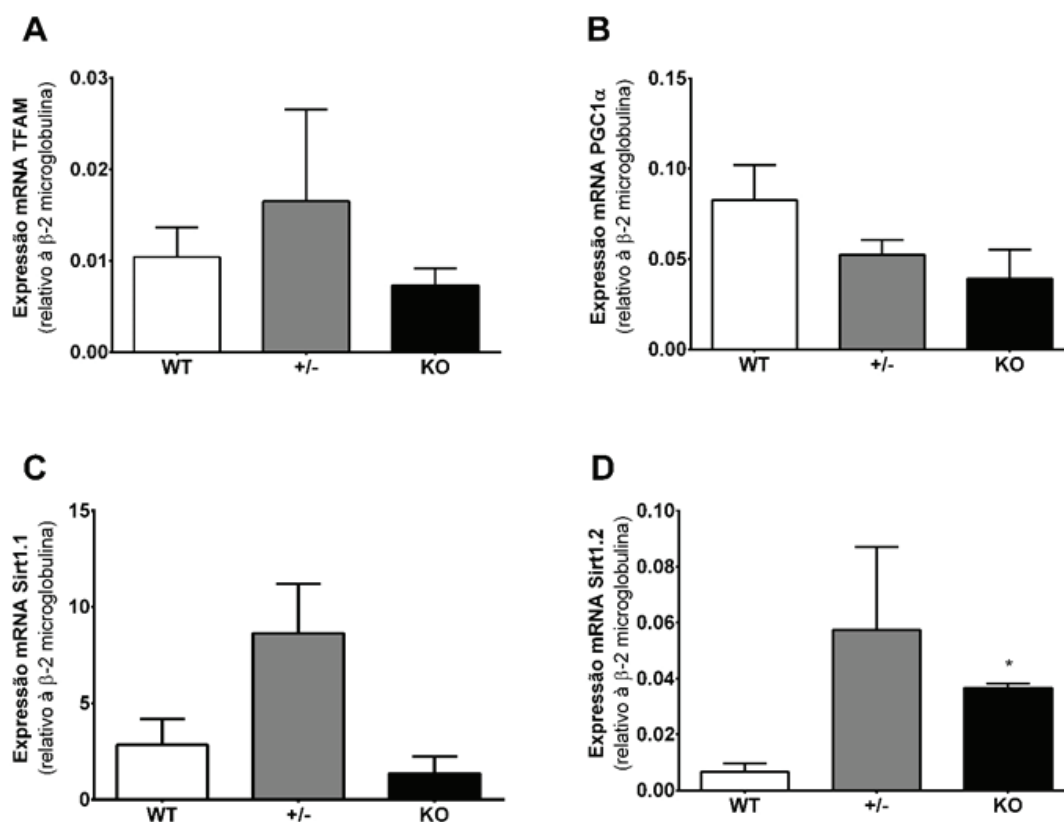 A
Expressão mRNA TFAM
(relativo à β-2 microglobulina)
0.03
0.02
0.01
0.00
WT
+/-
KO
B
Expressão mRNA PGC1α
(relativo à β-2 microglobulina)
0.15
0.10
0.05
0.00
WT
+/-
KO
C
Expressão mRNA Sirt1.1
(relativo à β-2 microglobulina)
15
10
5
0
WT
+/-
KO
D
Expressão mRNA Sirt1.2
(relativo à β-2 microglobulina)
0.10
0.08
0.06
0.04
0.02
0.00
*
WT
+/-
KO